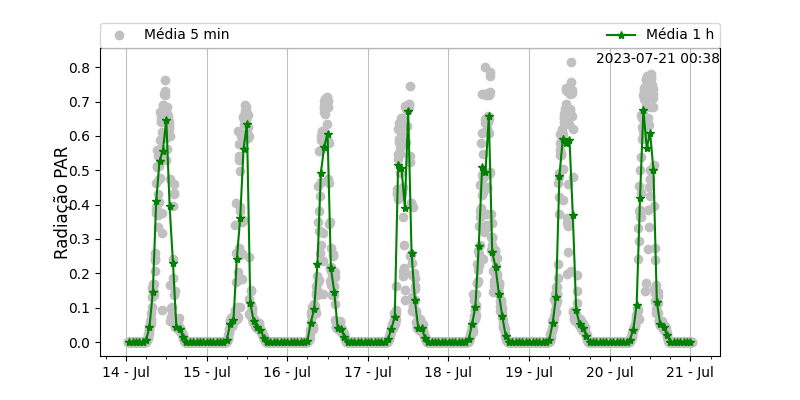 Média 5 min
Média 1 h
2023-07-21 00:38
Radiação PAR
0.8
0.7
0.6
0.5
0.4
0.3
0.2
0.1
0.0
14 - Jul
15 - Jul
16 - Jul
17 - Jul
18 - Jul
19 - Jul
20 - Jul
21 - Jul